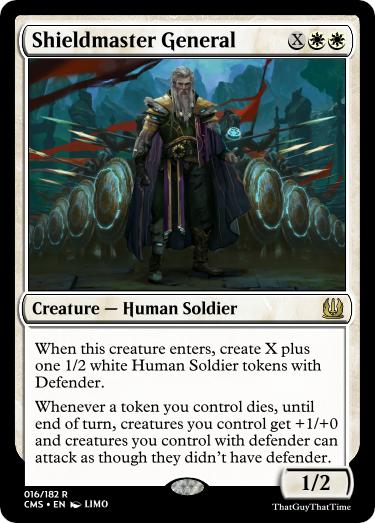 Shieldmaster General X
Creature — Human Soldier
When this creature enters, create X plus
one 1/2 white Human Soldier tokens with
Defender.
Whenever a token you control dies, until
end of turn, creatures you control get +1/+0
and creatures you control with defender can
attack as though they didn't have defender.
1/2
016/182 R
CMS • EN LIMO
ThatGuyThatTime